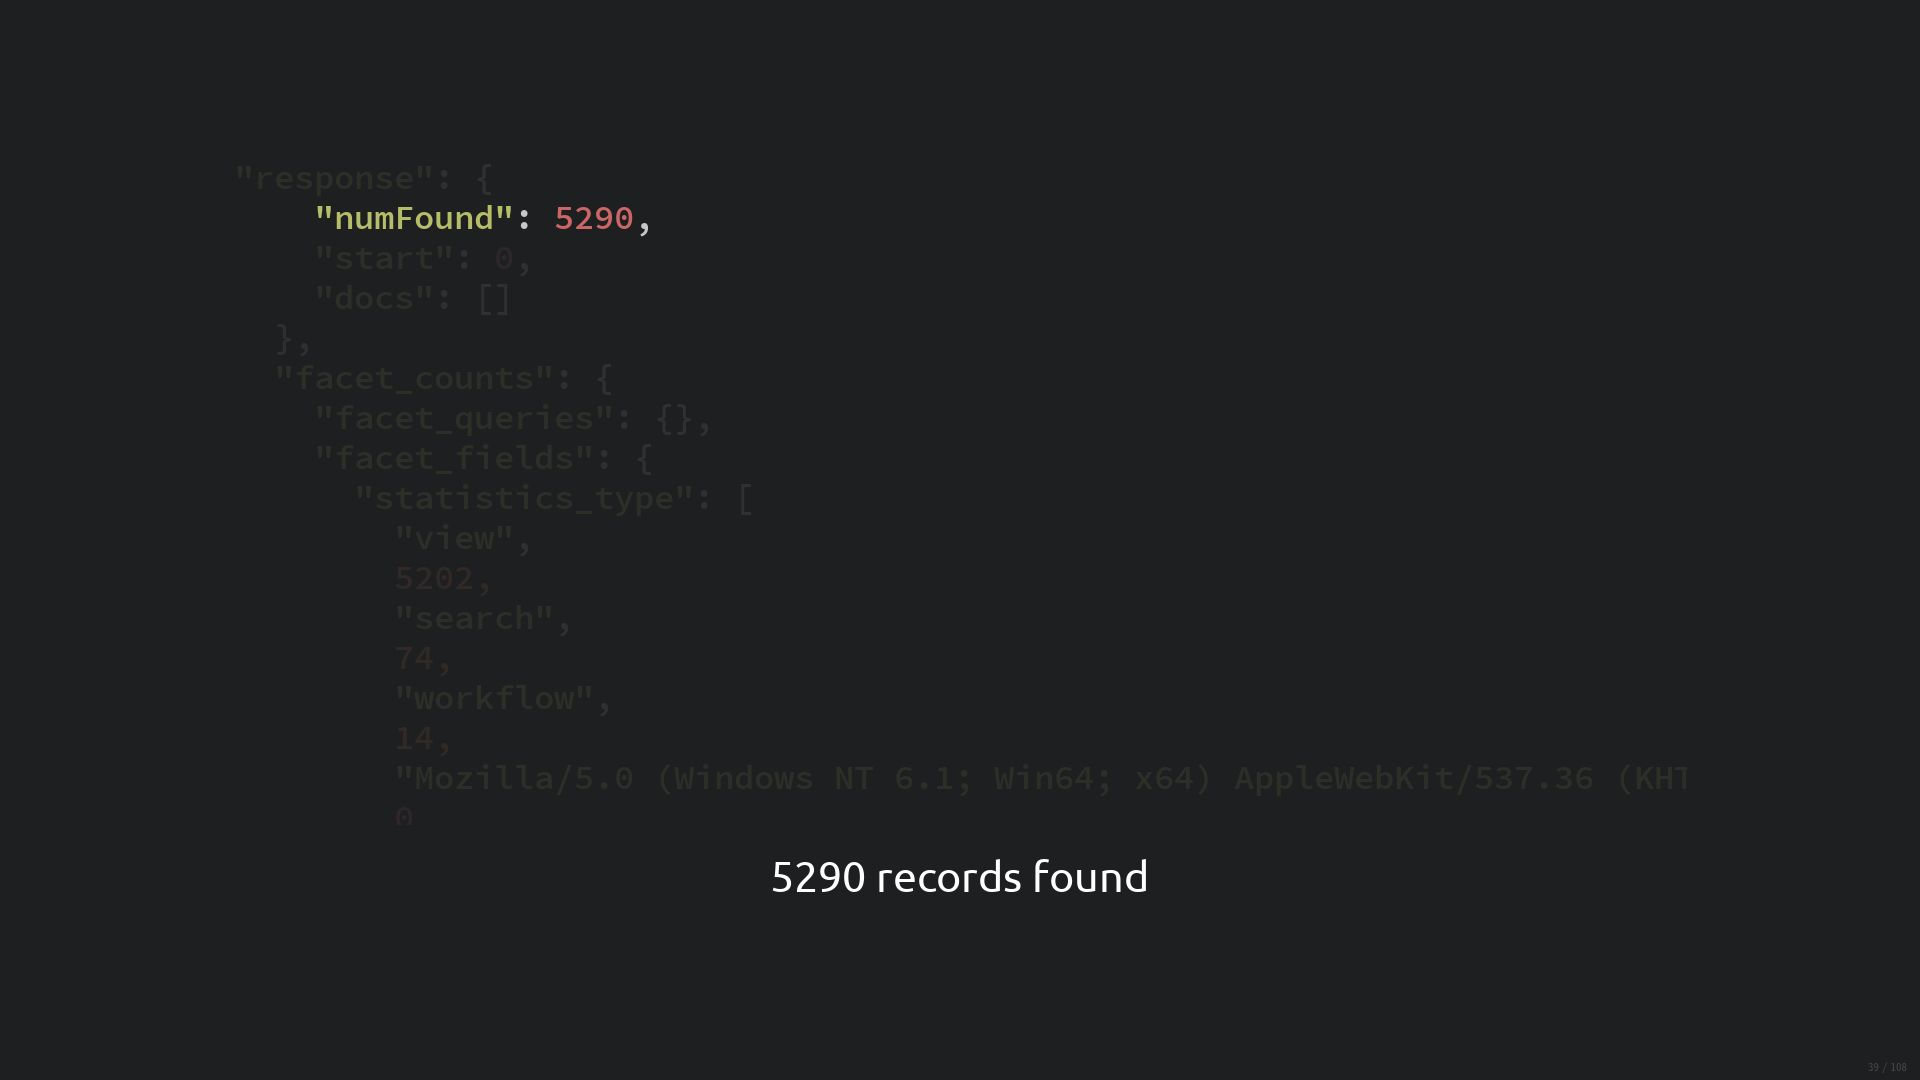 "response": {
"numFound": 5290,
"start": 0,
"docs": []
},
"facet_counts": {
"facet_queries": {},
"facet_fields": {
"statistics_type": [
"view",
5202,
"search",
74,
"workflow",
14,
"Mozilla/5.0 (Windows NT 6.1; Win64; x64) AppleWebKit/537.36 (KHT
0
5290 records found
39 / 108